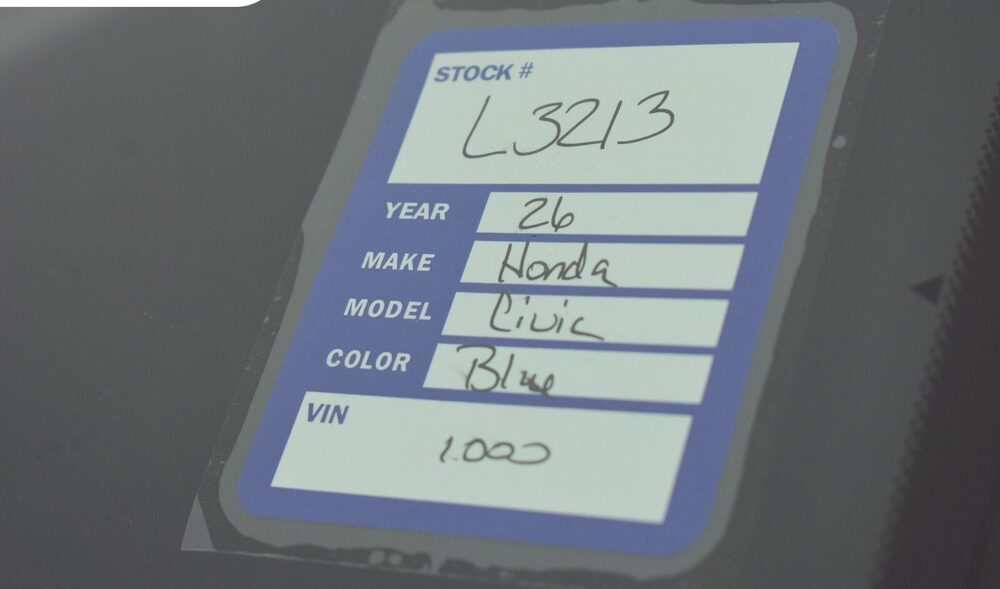 STOCK #
L3213
YEAR 26
MAKE Honda
MODEL Civic
COLOR Blue
VIN
1.000